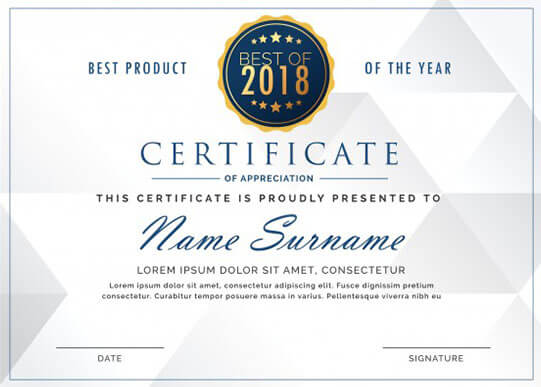 BEST PRODUCT
BEST OF
2018
OF THE YEAR
CERTIFICATE
OF APPRECIATION
THIS CERTIFICATE IS PROUDLY PRESENTED TO
Name Surname
LOREM IPSUM DOLOR SIT AMET, CONSECTETUR
Lorem ipsum dolor sit amet, consectetur adipiscing elit. Suspendisse pretium
consectetur. Curabitur tempor posuere massa in varius. Pellentesque viverra nibh eu
DATE
SIGNATURE